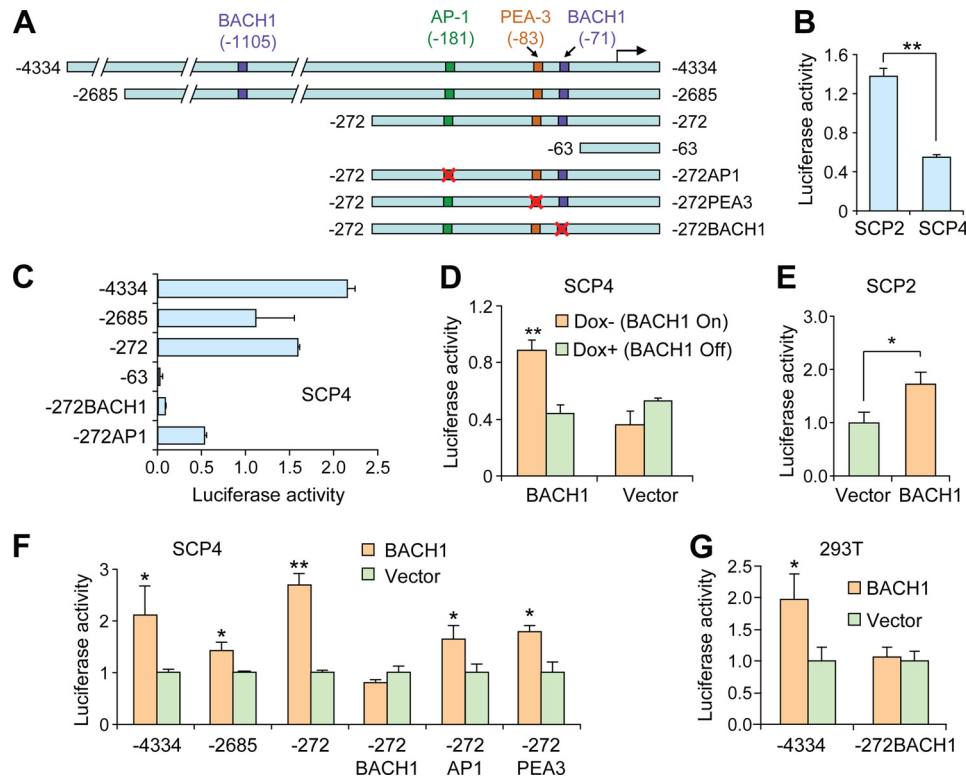 A
BACH1
(-1105)
AP-1
(-181)
PEA-3
(-83)
BACH1
(-71)
-4334
-4334
-2685
-2685
-272
-272
-63
-63
-272
-272AP1
-272
-272PEA3
-272
-272BACH1
B
Luciferase activity
1.6
1.2
0.6
0
**
SCP2
SCP4
C
-4334
-2685
-272
-63
-272BACH1
-272AP1
SCP4
0.0
0.5
1.0
1.5
2.0
2.5
Luciferase activity
D
SCP4
Luciferase activity
1.2
0.8
0.4
0
**
Dox- (BACH1 On)
Dox+ (BACH1 Off)
BACH1
Vector
E
SCP2
Luciferase activity
3.0
2.0
1.0
0.0
*
Vector
BACH1
F
SCP4
BACH1
Vector
Luciferase activity
3
2
1
0
*
*
**
*
*
-4334
-2685
-272
-272
BACH1
-272
AP1
-272
PEA3
G
293T
Luciferase activity
2.5
2.0
1.5
1.0
0.5
0.0
*
BACH1
Vector
-4334
-272BACH1